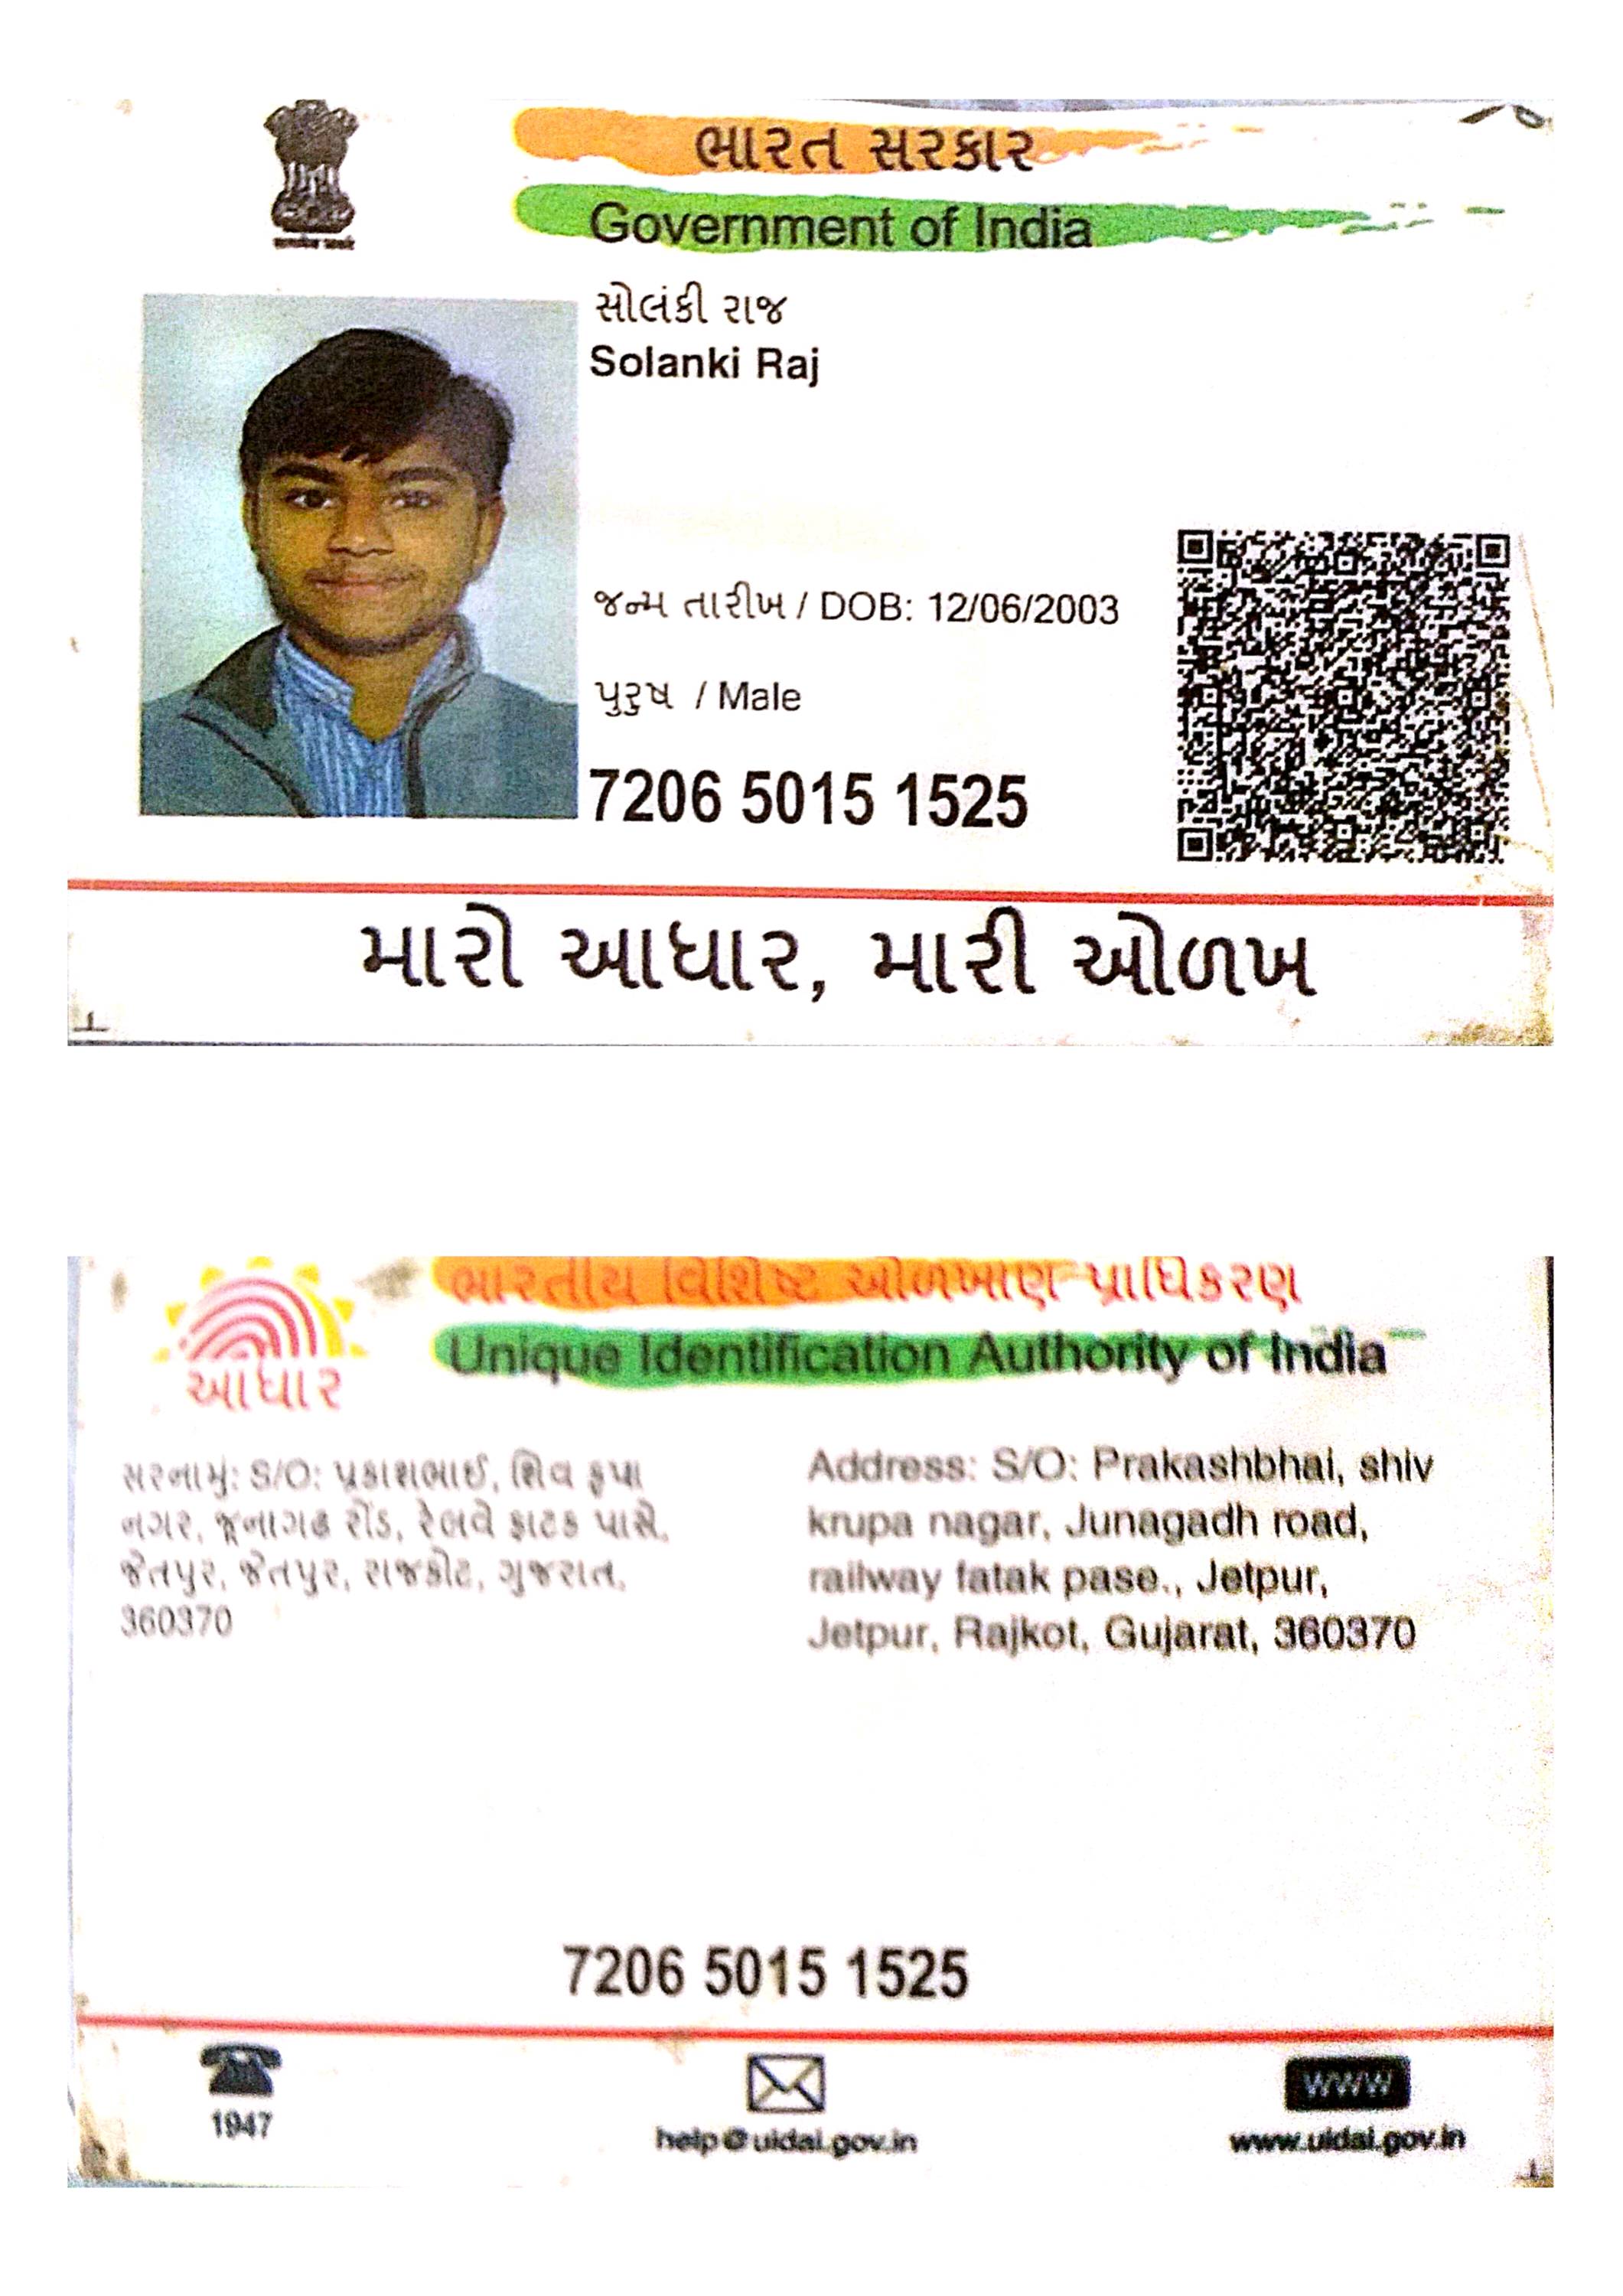 ભારત સરકાર
Government of India
સોલંકી રાજ
Solanki Raj
જન્મ તારીખ / DOB: 12/06/2003
પુરુષ / Male
7206 5015 1525
મારો આધાર, મારી ઓળખ
ભારતીય વિશિષ્ટ ઓળખાણ પ્રાધિકરણ
Unique Identification Authority of India
આધાર
સરનામું: S/O: પ્રકાશભાઈ, શિવ કૃપા
નગર, જૂનાગઢ રોડ, રેલવે ફાટક પાસે,
જેતપુર, જેતપુર, રાજકોટ, ગુજરાત,
360370
Address: S/O: Prakashbhai, shiv
krupa nagar, Junagadh road,
railway fatak pase., Jetpur,
Jetpur, Rajkot, Gujarat, 360370
7206 5015 1525
1947
help@uidai.gov.in
WWW
www.uidai.gov.in